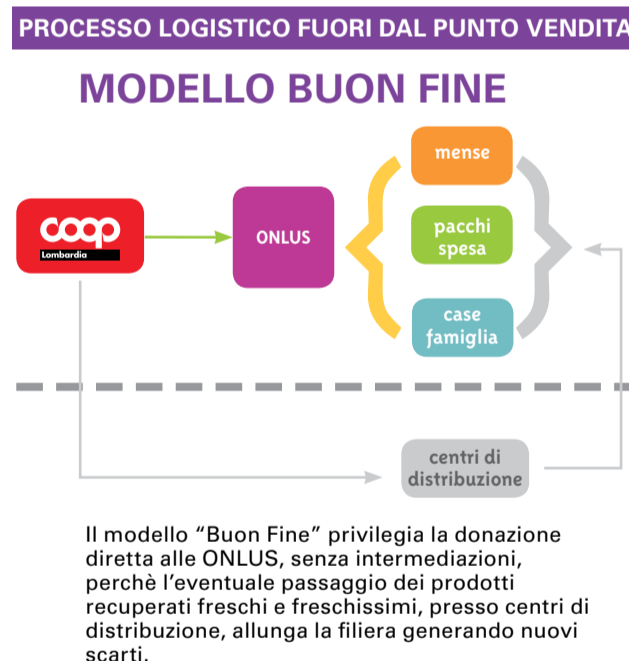 PROCESSO LOGISTICO FUORI DAL PUNTO VENDITA
MODELLO BUON FINE
coop
Lombardia
ONLUS
mense
pacchi
spesa
case
famiglia
centri di
distribuzione
Il modello “Buon Fine” privilegia la donazione
diretta alle ONLUS, senza intermediazioni,
perchè l’eventuale passaggio dei prodotti
recuperati freschi e freschissimi, presso centri di
distribuzione, allunga la filiera generando nuovi
scarti.